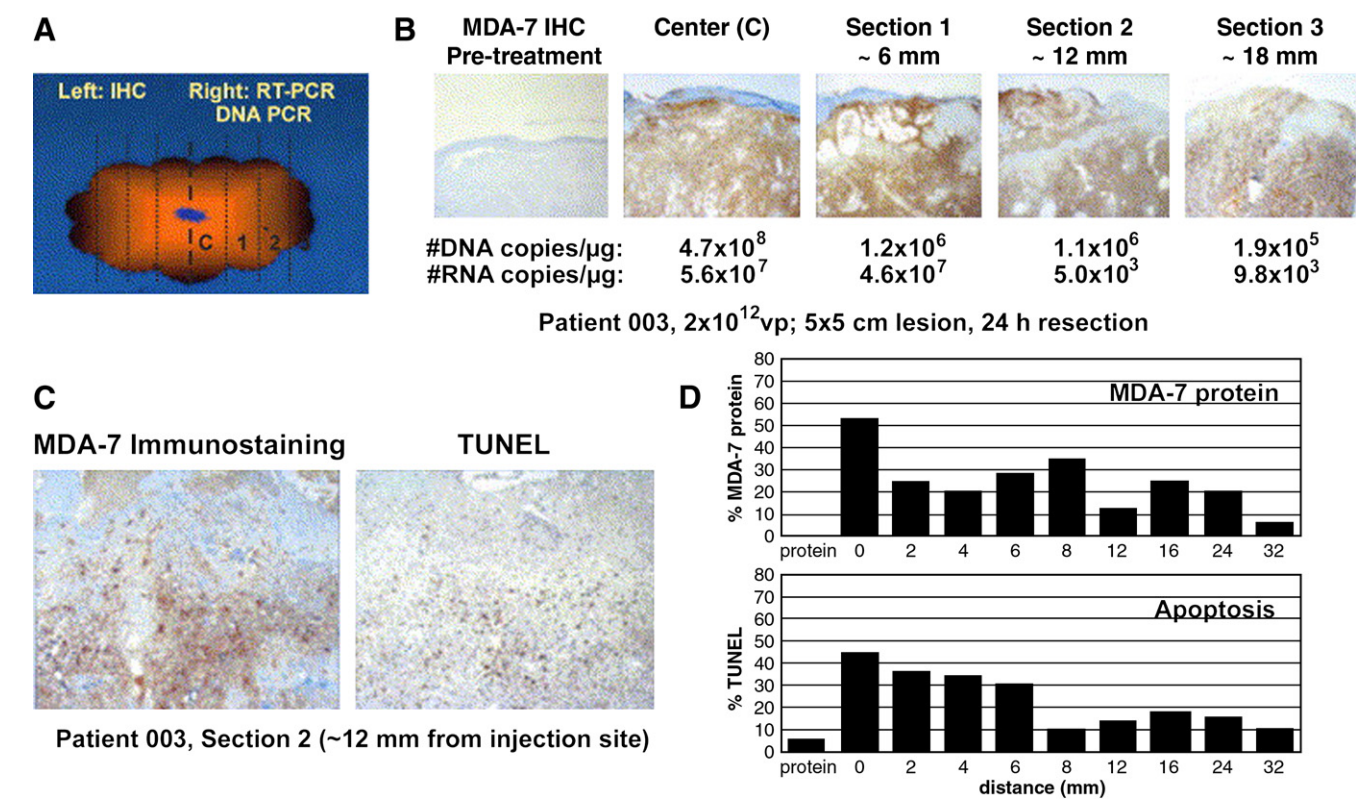 A
Left: IHC Right: RT-PCR
DNA PCR
C 1 2 3
B
MDA-7 IHC
Pre-treatment
Center (C)
Section 1
~ 6 mm
Section 2
~ 12 mm
Section 3
~ 18 mm
#DNA copies/µg: 4.7x10⁸ 1.2x10⁶ 1.1x10⁶ 1.9x10⁵
#RNA copies/µg: 5.6x10⁷ 4.6x10⁷ 5.0x10³ 9.8x10³
Patient 003, 2x10¹²vp; 5x5 cm lesion, 24 h resection
C
MDA-7 Immunostaining TUNEL
Patient 003, Section 2 (~12 mm from injection site)
D
MDA-7 protein
% MDA-7 protein
80
70
60
50
40
30
20
10
0
protein 0 2 4 6 8 12 16 24 32
Apoptosis
% TUNEL
80
70
60
50
40
30
20
10
0
protein 0 2 4 6 8 12 16 24 32
distance (mm)